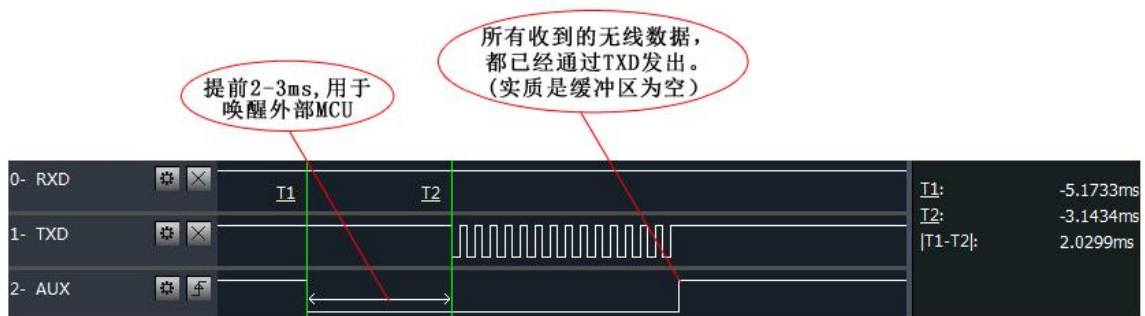 所有收到的无线数据，
都已经通过TXD发出。
(实质是缓冲区为空)
提前2-3ms,用于
唤醒外部MCU
0- RXD
T1
T2
1- TXD
2- AUX
T1: -5.1733ms
T2: -3.1434ms
|T1-T2|: 2.0299ms